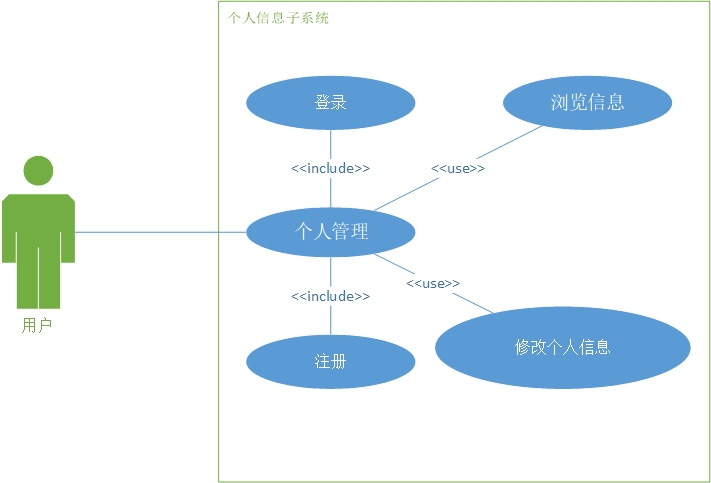 个人信息子系统
登录
浏览信息
<<include>>
<<use>>
个人管理
<<include>>
<<use>>
用户
注册
修改个人信息